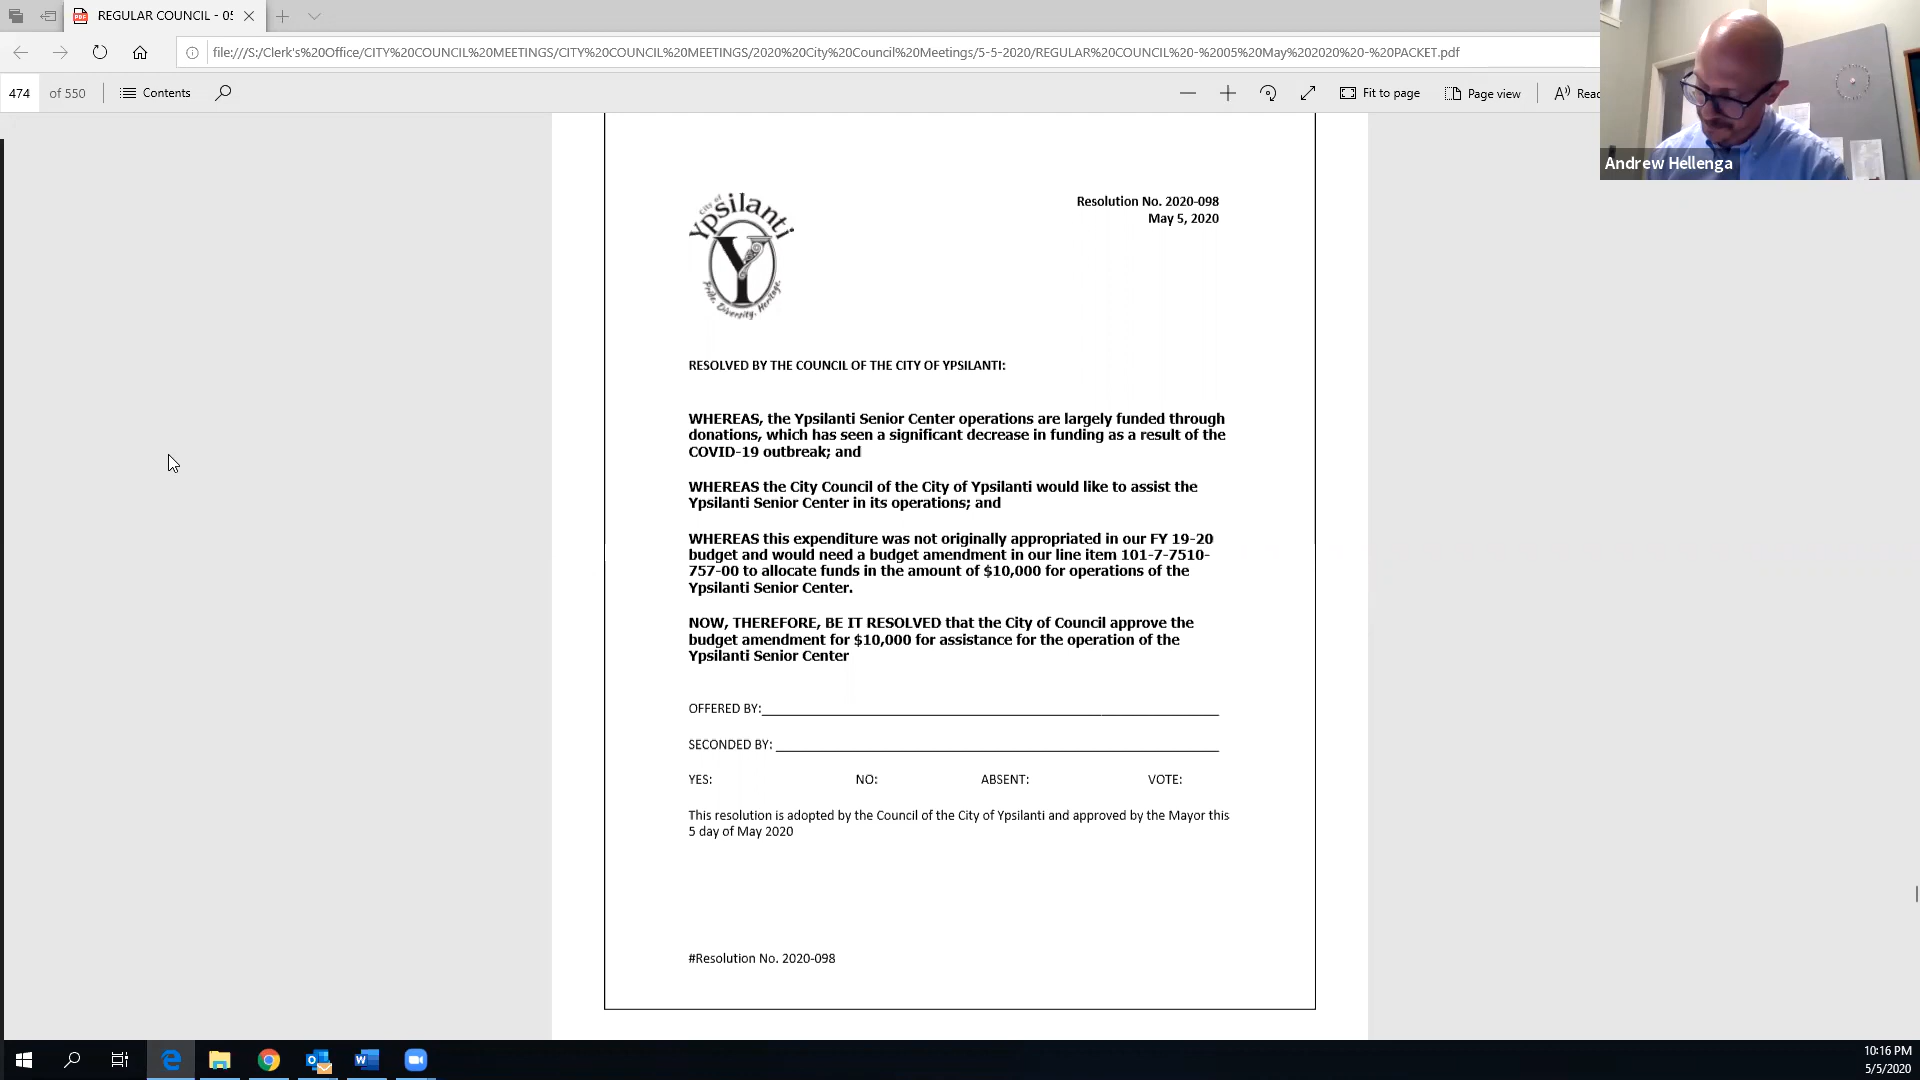 REGULAR COUNCIL - 05
file:///S:/Clerk's%20Office/CITY%20COUNCIL%20MEETINGS/CITY%20COUNCIL%20MEETINGS/2020%20City%20Council%20Meetings/5-5-2020/REGULAR%20COUNCIL%20-%2005%20May%202020%20-%20PACKET.pdf
474 of 550 Contents Fit to page Page view Read
Andrew Hellenga
City of
Ypsilanti
Y
Pride. Diversity. Heritage.
Resolution No. 2020-098
May 5, 2020
RESOLVED BY THE COUNCIL OF THE CITY OF YPSILANTI:
WHEREAS, the Ypsilanti Senior Center operations are largely funded through
donations, which has seen a significant decrease in funding as a result of the
COVID-19 outbreak; and
WHEREAS the City Council of the City of Ypsilanti would like to assist the
Ypsilanti Senior Center in its operations; and
WHEREAS this expenditure was not originally appropriated in our FY 19-20
budget and would need a budget amendment in our line item 101-7-7510-
757-00 to allocate funds in the amount of $10,000 for operations of the
Ypsilanti Senior Center.
NOW, THEREFORE, BE IT RESOLVED that the City of Council approve the
budget amendment for $10,000 for assistance for the operation of the
Ypsilanti Senior Center
OFFERED BY:
SECONDED BY:
YES: NO: ABSENT: VOTE:
This resolution is adopted by the Council of the City of Ypsilanti and approved by the Mayor this
5 day of May 2020
#Resolution No. 2020-098
10:16 PM
5/5/2020